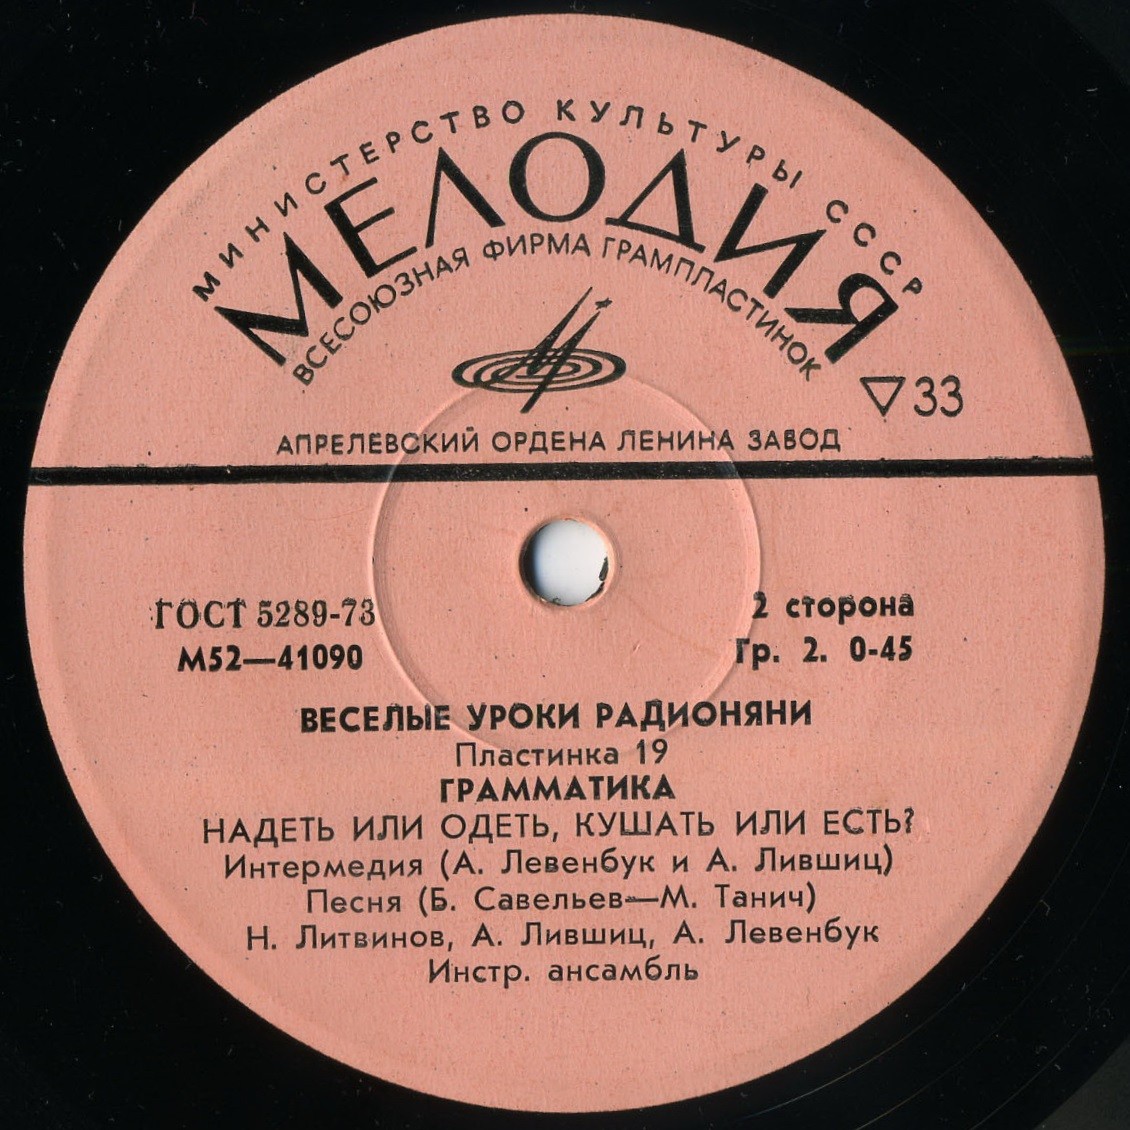 МИНИСТЕРСТВО КУЛЬТУРЫ СССР
МЕЛОДИЯ
ВСЕСОЮЗНАЯ ФИРМА ГРАМПЛАСТИНОК
33
АПРЕЛЕВСКИЙ ОРДЕНА ЛЕНИНА ЗАВОД
ГОСТ 5289-73
2 сторона
М52—41090
Гр. 2. 0-45
ВЕСЕЛЫЕ УРОКИ РАДИОНЯНИ
Пластинка 19
ГРАММАТИКА
НАДЕТЬ ИЛИ ОДЕТЬ, КУШАТЬ ИЛИ ЕСТЬ?
Интермедия (А. Левенбук и А. Лившиц)
Песня (Б. Савельев—М. Танич)
Н. Литвинов, А. Лившиц, А. Левенбук
Инстр. ансамбль